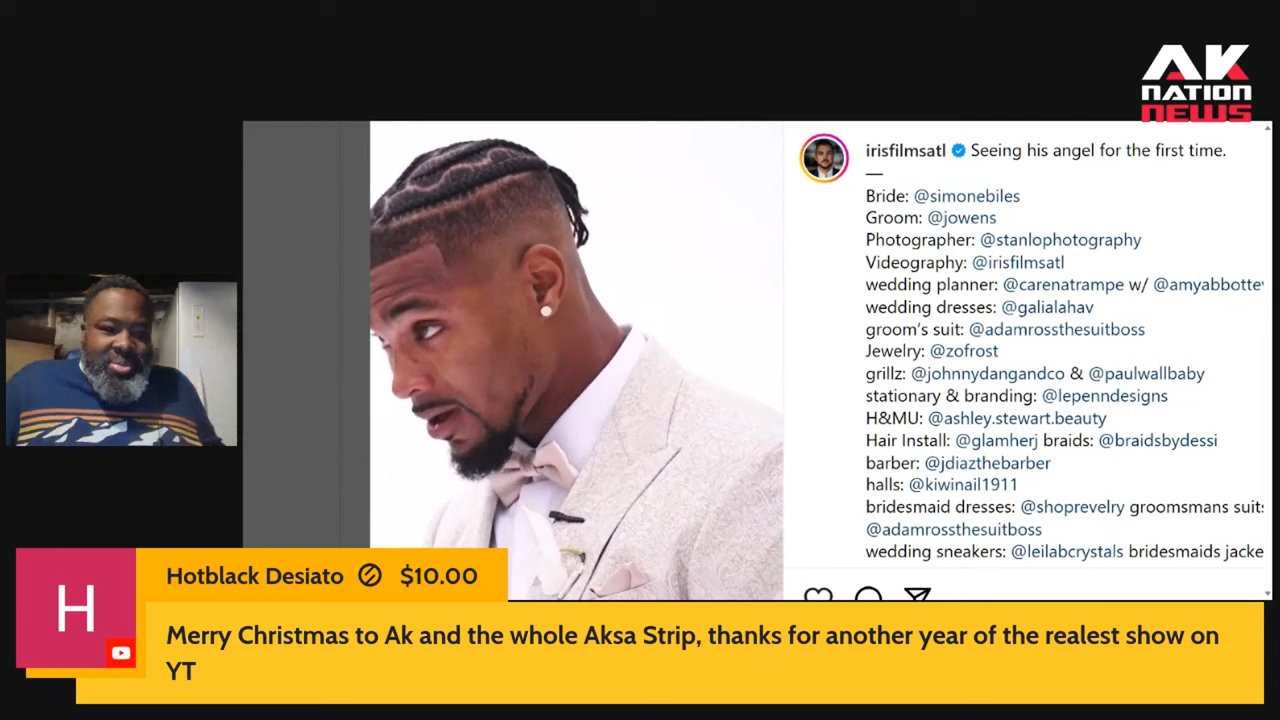 AK
NATION
NEWS
irisfilmsatl Seeing his angel for the first time.
—
Bride: @simonebiles
Groom: @jowens
Photographer: @stanlophotography
Videography: @irisfilmsatl
wedding planner: @carenatrampe w/ @amyabbottev
wedding dresses: @galialahav
groom's suit: @adamrossthesuitboss
Jewelry: @zofrost
grillz: @johnnydangandco & @paulwallbaby
stationary & branding: @lepenndesigns
H&MU: @ashley.stewart.beauty
Hair Install: @glamherj braids: @braidsbydessi
barber: @jdiazthebarber
halls: @kiwinail1911
bridesmaid dresses: @shoprevelry groomsmans suits
@adamrossthesuitboss
wedding sneakers: @leilabcrystals bridesmaids jacke
H
Hotblack Desiato $10.00
Merry Christmas to Ak and the whole Aksa Strip, thanks for another year of the realest show on
YT